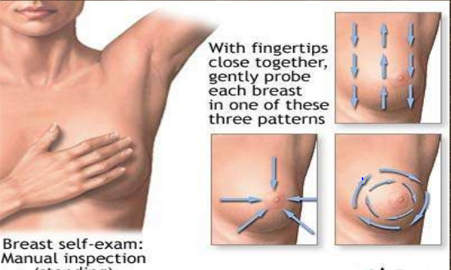 With fingertips
close together,
gently probe
each breast
in one of these
three patterns
Breast self-exam:
Manual inspection
(standing)